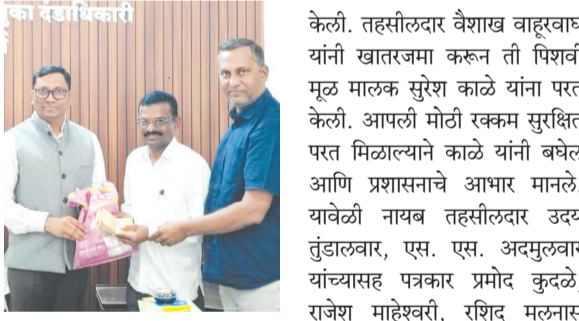 तालुका दंडाधिकारी
केली. तहसीलदार वैशाख वाहूरवाघ
यांनी खातरजमा करून ती पिशवी
मूळ मालक सुरेश काळे यांना परत
केली. आपली मोठी रक्कम सुरक्षित
परत मिळाल्याने काळे यांनी बघेल
आणि प्रशासनाचे आभार मानले.
यावेळी नायब तहसीलदार उदय
तुंडालवार, एस. एस. अदमुलवार
यांच्यासह पत्रकार प्रमोद कुदळे,
राजेश माहेश्वरी, रशिद मलनास